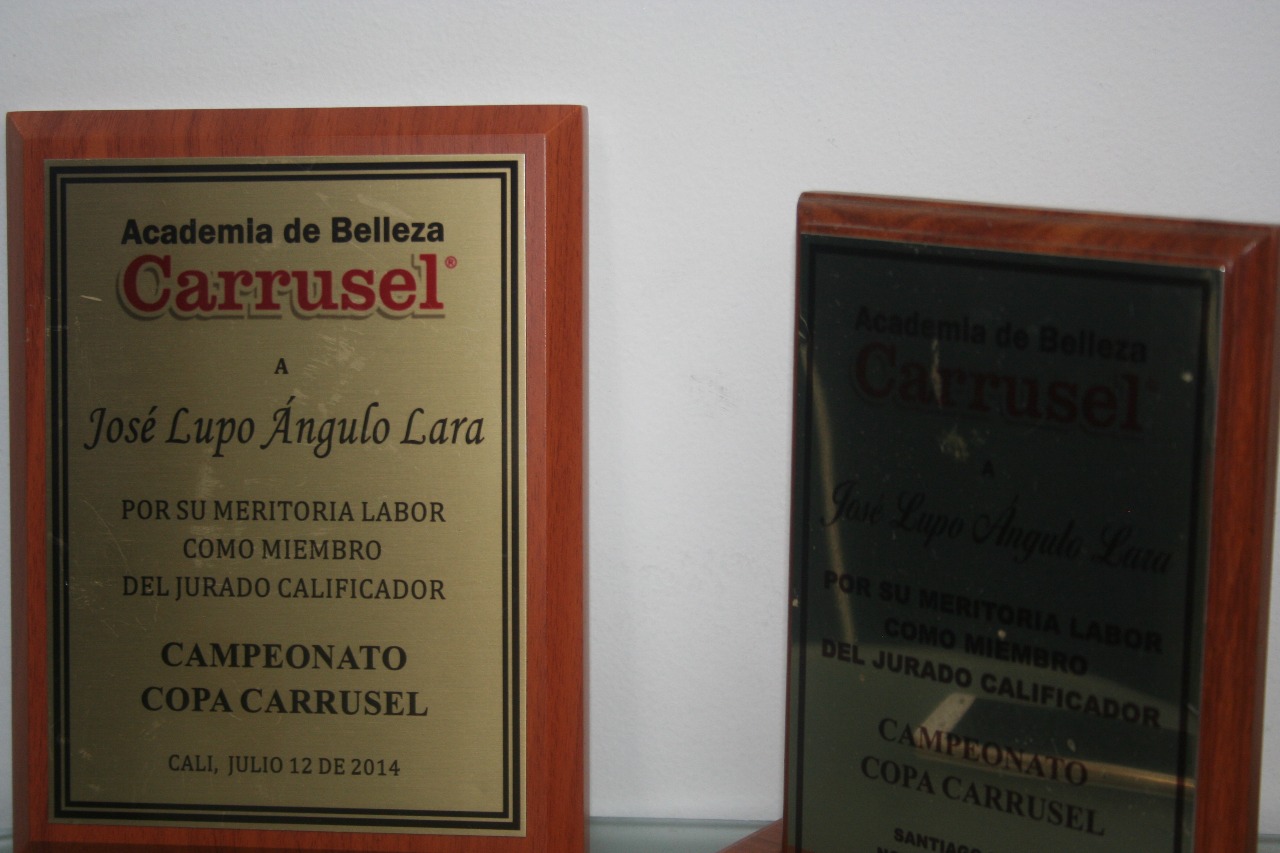 Academia de Belleza
Carrusel®
A
José Lupo Ángulo Lara
POR SU MERITORIA LABOR
COMO MIEMBRO
DEL JURADO CALIFICADOR
CAMPEONATO
COPA CARRUSEL
CALI, JULIO 12 DE 2014
Academia de Belleza
Carrusel®
A
José Lupo Ángulo Lara
POR SU MERITORIA LABOR
COMO MIEMBRO
DEL JURADO CALIFICADOR
CAMPEONATO
COPA CARRUSEL
SANTIAGO